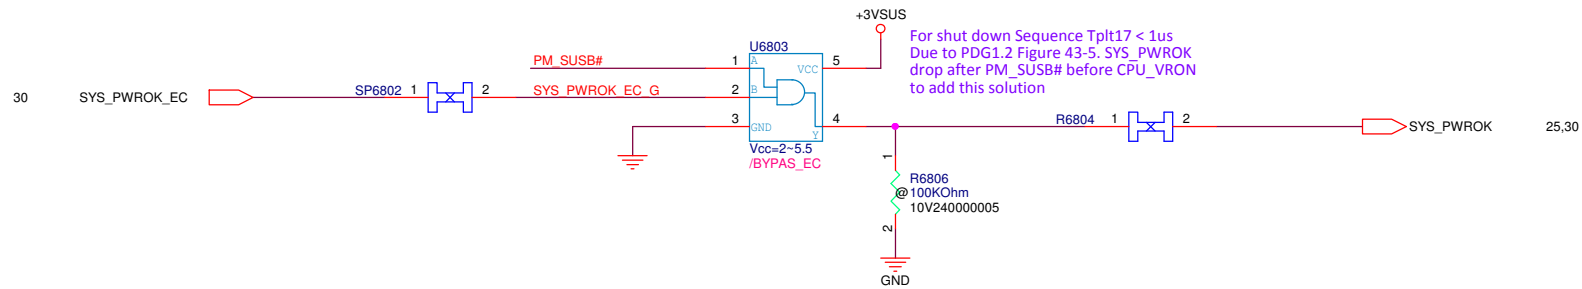 +3VSUS
For shut down Sequence Tplt17 < 1us
Due to PDG1.2 Figure 43-5. SYS_PWROK
drop after PM_SUSB# before CPU_VRON
to add this solution
U6803
PM_SUSB#
1
A
VCC
5
30
SYS_PWROK_EC
SP6802
1
2
SYS_PWROK_EC_G
2
B
3
GND
Y
4
Vcc=2~5.5
/BYPAS_EC
R6804
1
2
SYS_PWROK
25,30
1
R6806
@100KOhm
10V240000005
2
GND